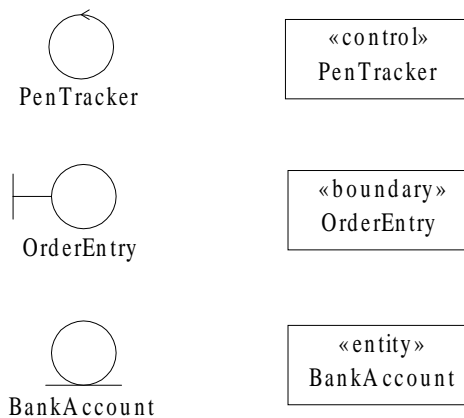 «control»
PenTracker
PenTracker
«boundary»
OrderEntry
OrderEntry
«entity»
BankAccount
BankAccount